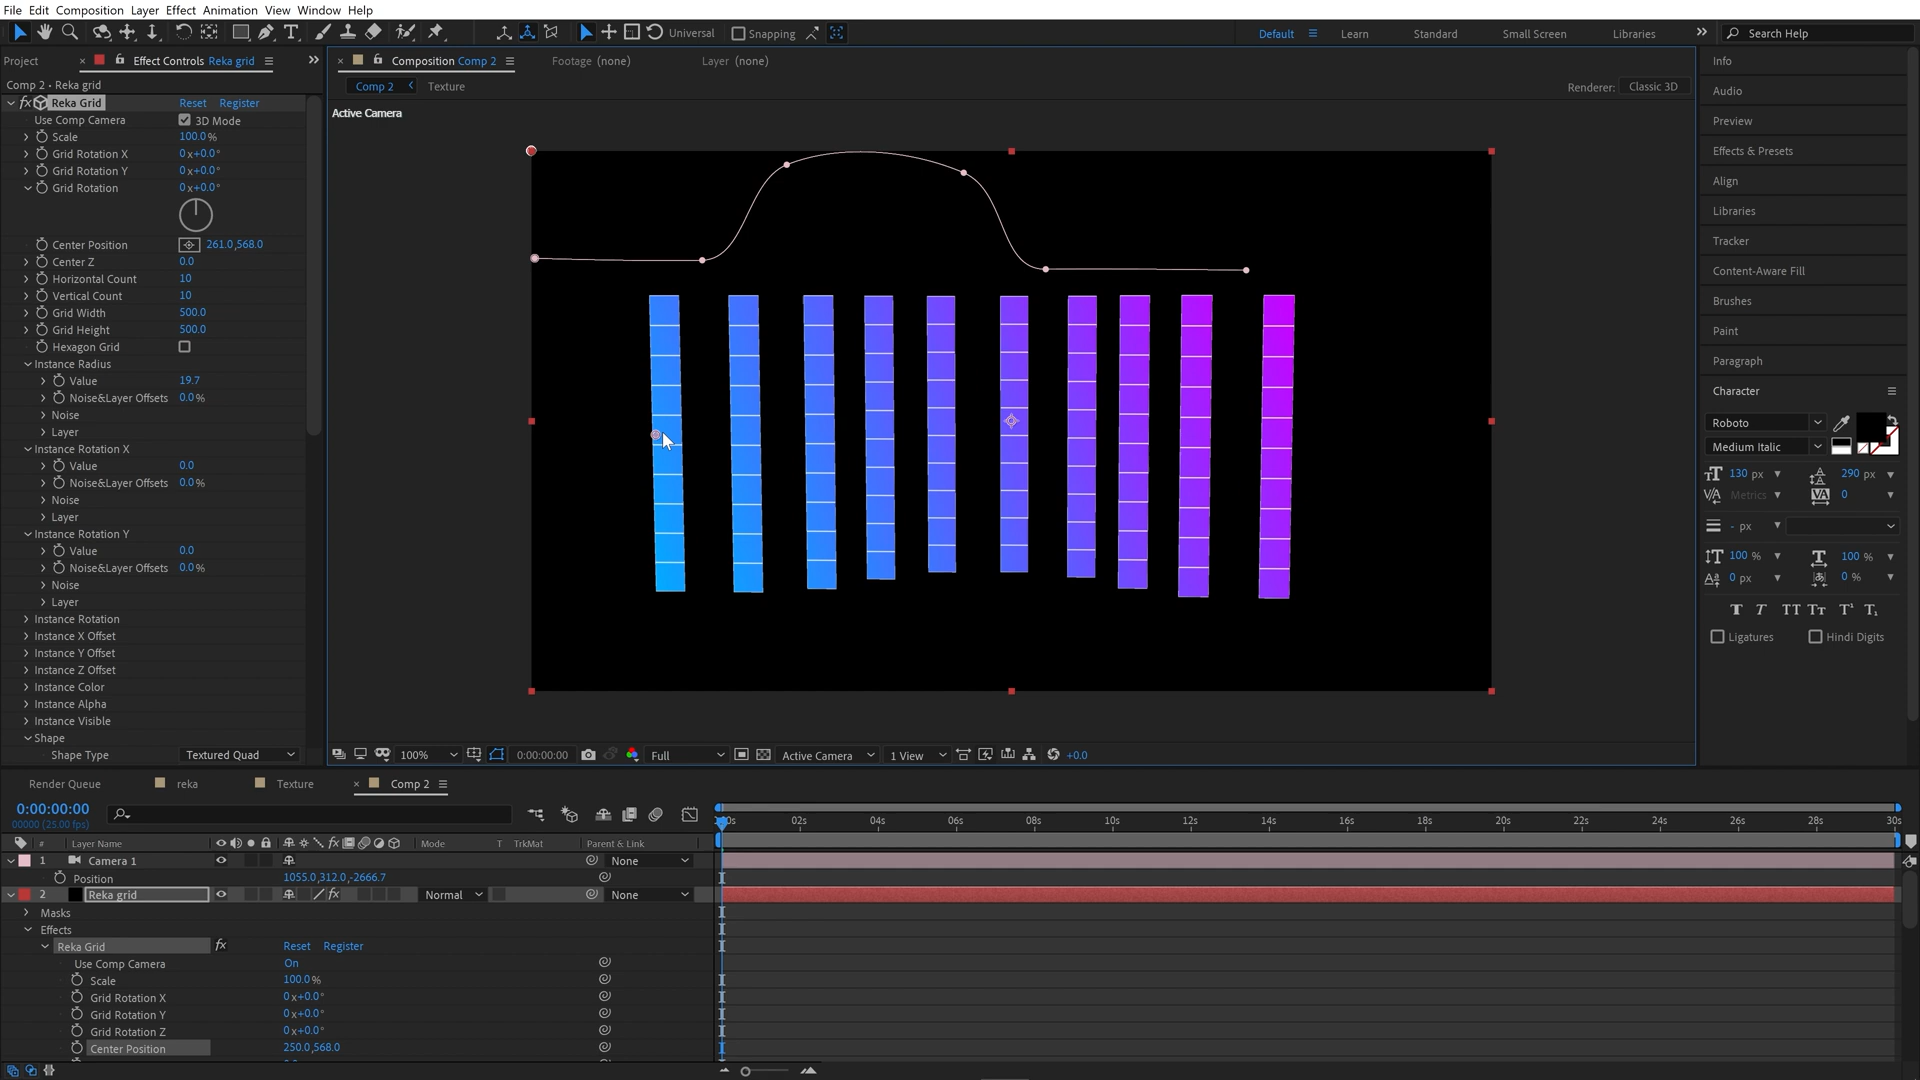 File Edit Composition Layer Effect Animation View Window Help
Universal Snapping Default Learn Standard Small Screen Libraries Search Help
Project Effect Controls Reka grid
Composition Comp 2 Footage (none) Layer (none)
Comp 2 • Reka grid
Comp 2 Texture Renderer: Classic 3D
Active Camera
Reka Grid Reset Register
Use Comp Camera 3D Mode
Scale 100.0 %
Grid Rotation X 0 x+0.0 °
Grid Rotation Y 0 x+0.0 °
Grid Rotation 0 x+0.0 °
Center Position 261.0,568.0
Center Z 0.0
Horizontal Count 10
Vertical Count 10
Grid Width 500.0
Grid Height 500.0
Hexagon Grid
Instance Radius
Value 19.7
Noise&Layer Offsets 0.0 %
Noise
Layer
Instance Rotation X
Value 0.0
Noise&Layer Offsets 0.0 %
Noise
Layer
Instance Rotation Y
Value 0.0
Noise&Layer Offsets 0.0 %
Noise
Layer
Instance Rotation
Instance X Offset
Instance Y Offset
Instance Z Offset
Instance Color
Instance Alpha
Instance Visible
Shape
Shape Type Textured Quad
100% 0:00:00:00 Full Active Camera 1 View +0.0
Info
Audio
Preview
Effects & Presets
Align
Libraries
Tracker
Content-Aware Fill
Brushes
Paint
Paragraph
Character
Roboto
Medium Italic
130 px 290 px
Metrics 0
- px
100 % 100 %
0 px 0 %
T T TT Tт T¹ T₁
Ligatures Hindi Digits
Render Queue reka Texture Comp 2
0:00:00:00
00000 (25.00 fps)
02s 04s 06s 08s 10s 12s 14s 16s 18s 20s 22s 24s 26s 28s 30s
# Layer Name Mode T TrkMat Parent & Link
1 Camera 1 None
Position 1055.0,312.0,-2666.7
2 Reka grid Normal None
Masks
Effects
Reka Grid Reset Register
Use Comp Camera On
Scale 100.0 %
Grid Rotation X 0 x+0.0 °
Grid Rotation Y 0 x+0.0 °
Grid Rotation Z 0 x+0.0 °
Center Position 250.0,568.0